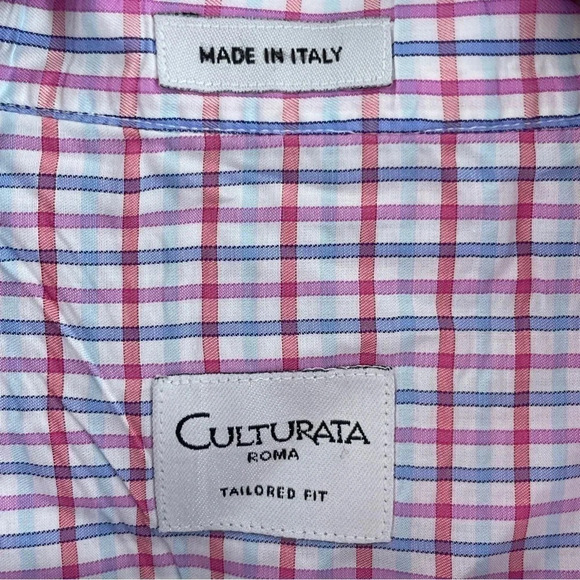 MADE IN ITALY
CULTURATA
ROMA
TAILORED FIT